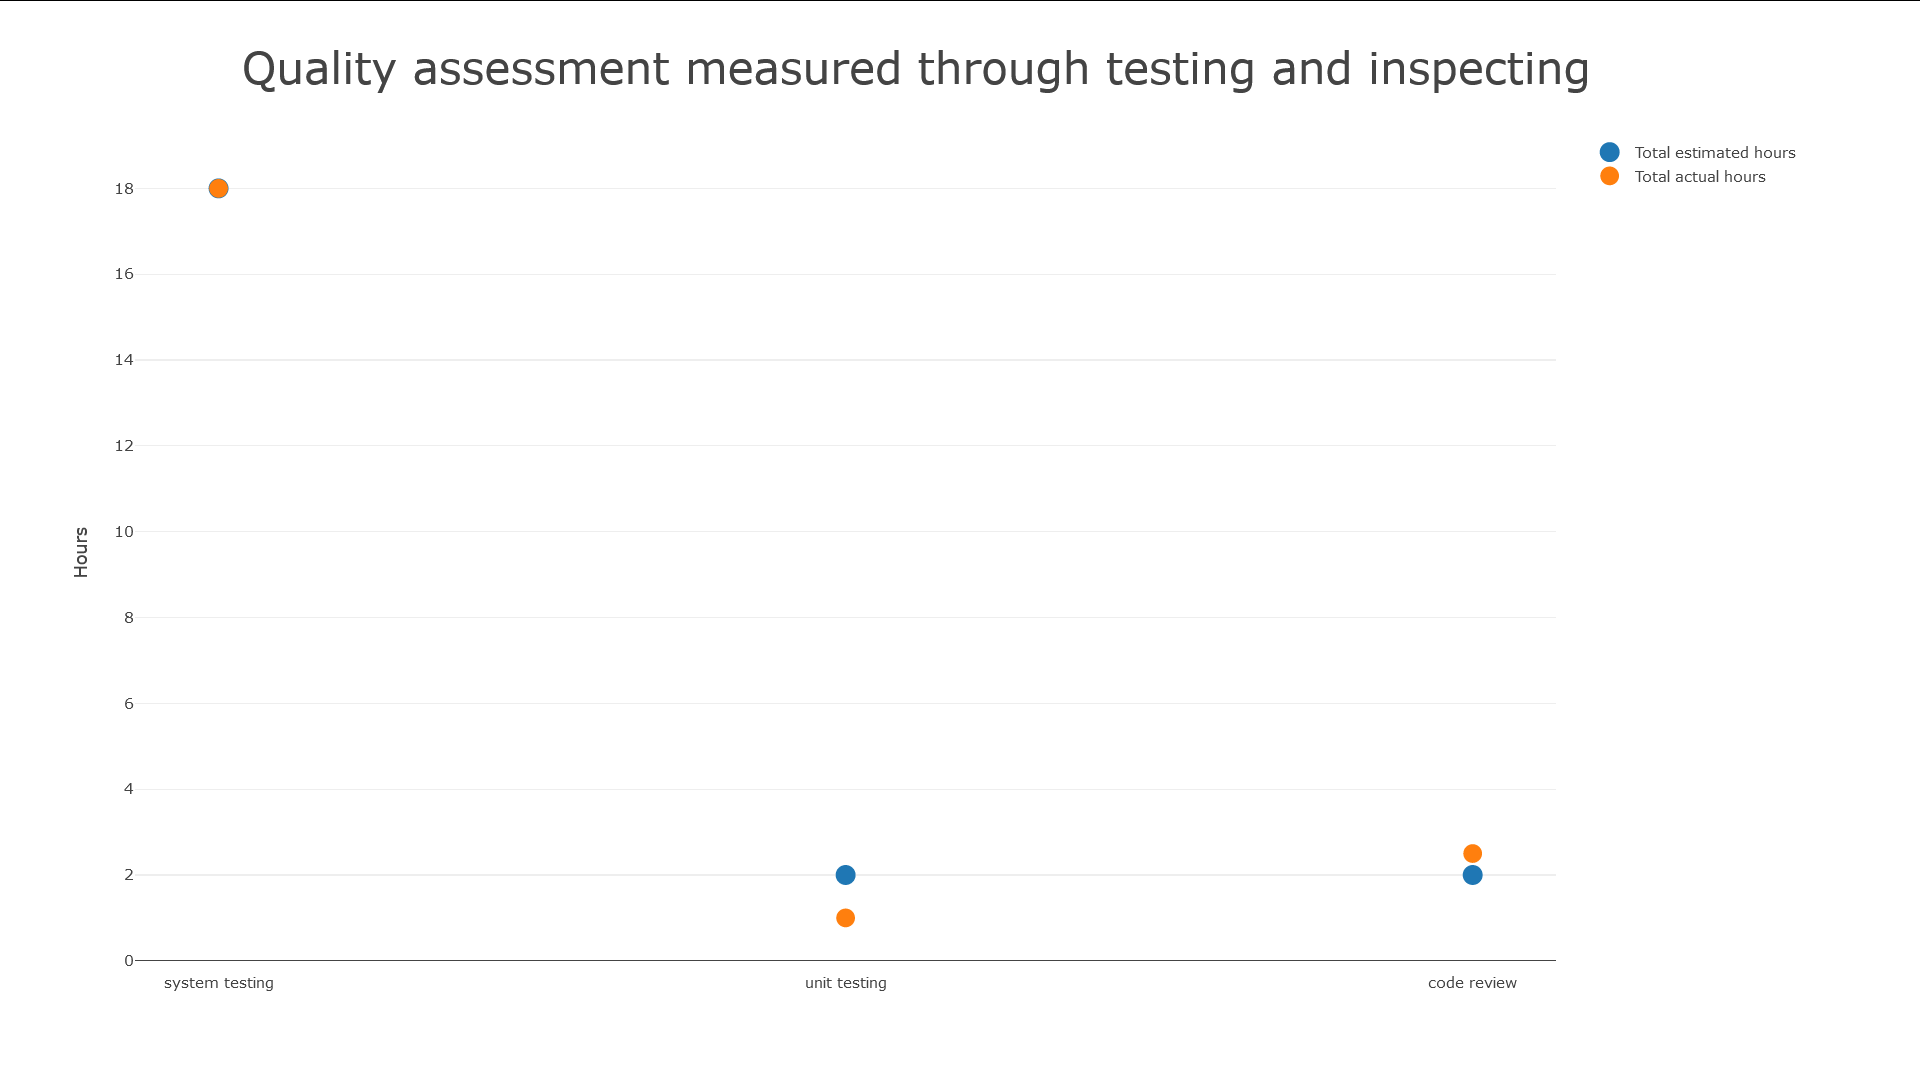 Quality assessment measured through testing and inspecting
Total estimated hours
Total actual hours
18
16
14
12
10
8
6
4
2
0
Hours
system testing
unit testing
code review